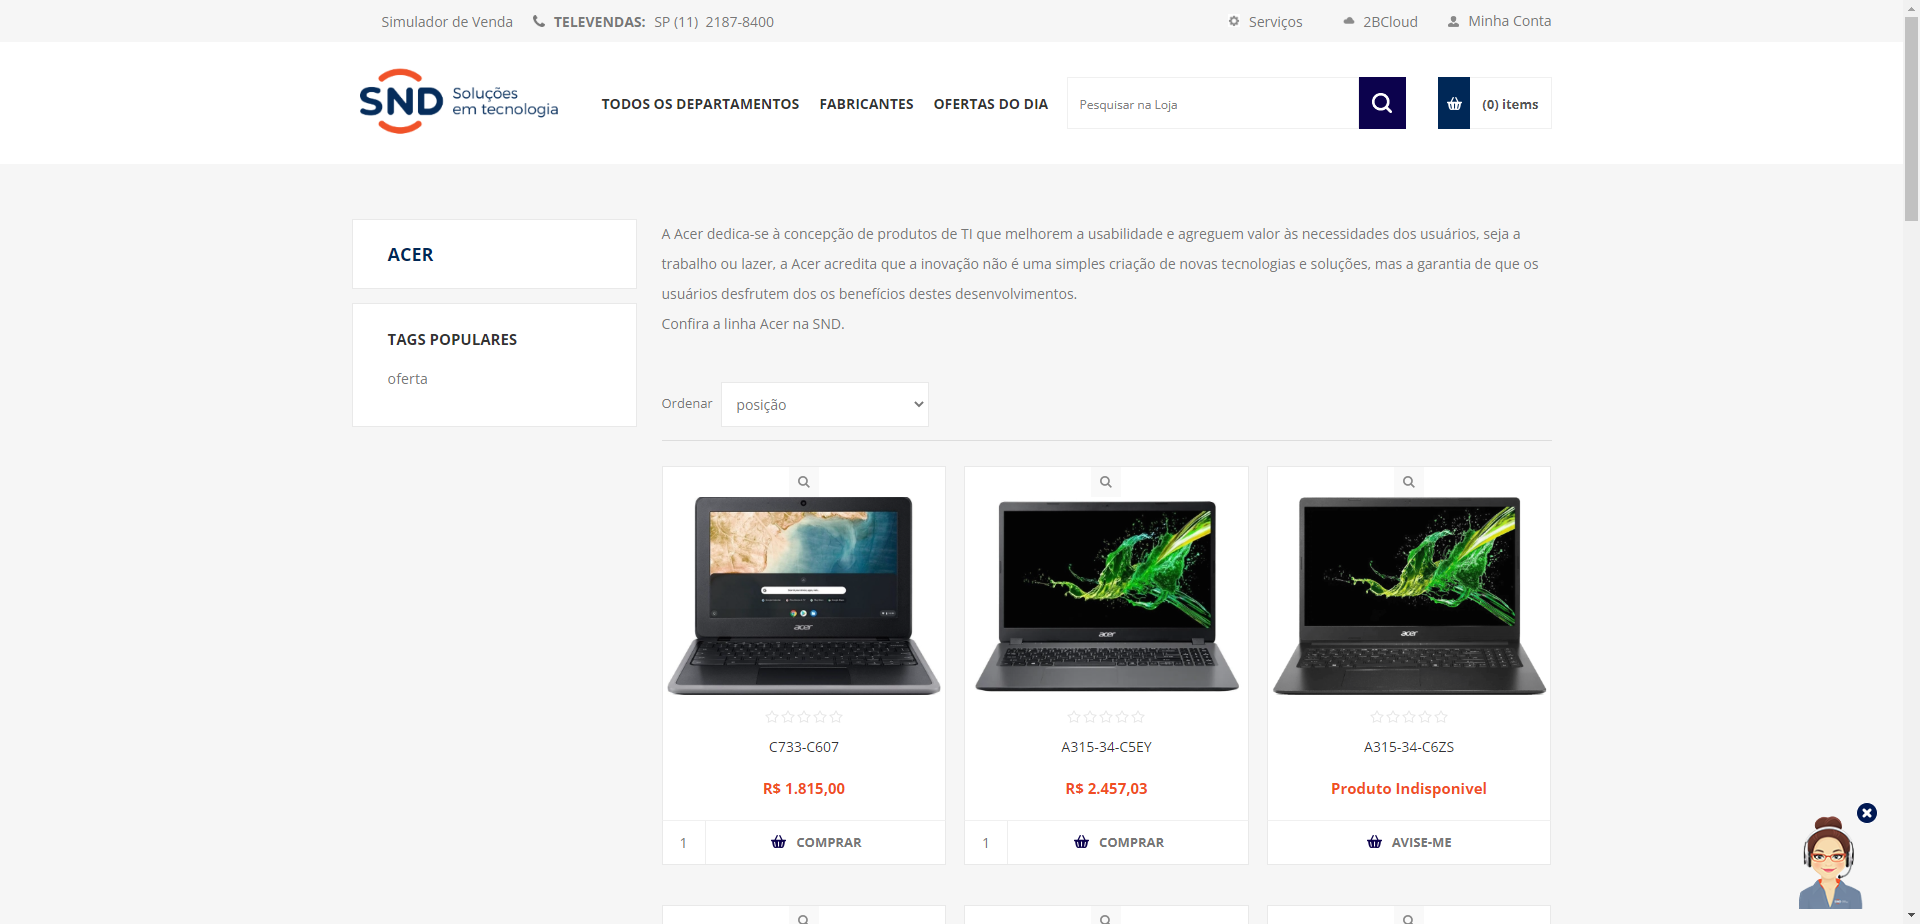 Simulador de Venda
TELEVENDAS: SP (11) 2187-8400
Serviços
2BCloud
Minha Conta
SND Soluções
em tecnologia
TODOS OS DEPARTAMENTOS
FABRICANTES
OFERTAS DO DIA
Pesquisar na Loja
(0) items
ACER
TAGS POPULARES
oferta
A Acer dedica-se à concepção de produtos de TI que melhorem a usabilidade e agreguem valor às necessidades dos usuários, seja a
trabalho ou lazer, a Acer acredita que a inovação não é uma simples criação de novas tecnologias e soluções, mas a garantia de que os
usuários desfrutem dos os benefícios destes desenvolvimentos.
Confira a linha Acer na SND.
Ordenar
posição
acer
acer
acer
C733-C607
A315-34-C5EY
A315-34-C6ZS
R$ 1.815,00
R$ 2.457,03
Produto Indisponivel
1
COMPRAR
1
COMPRAR
AVISE-ME